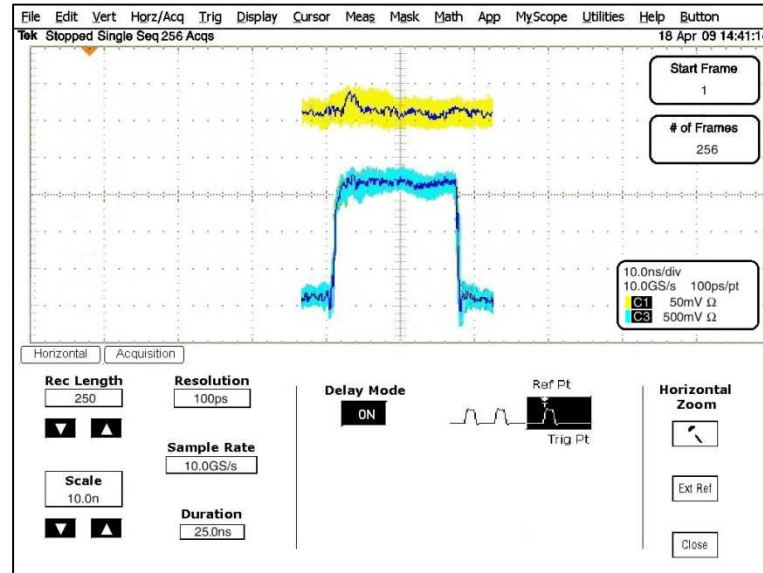 File Edit Vert Horz/Acq Trig Display Cursor Meas Mask Math App MyScope Utilities Help Button
Tek Stopped Single Seq 256 Acqs 18 Apr 09 14:41:14
Start Frame
1
# of Frames
256
10.0ns/div
10.0GS/s 100ps/pt
C1 50mV Ω
C3 500mV Ω
Horizontal Acquisition
Rec Length
250
Resolution
100ps
Sample Rate
10.0GS/s
Scale
10.0n
Duration
25.0ns
Delay Mode
ON
Ref Pt
Trig Pt
Horizontal
Zoom
Ext Ref
Close